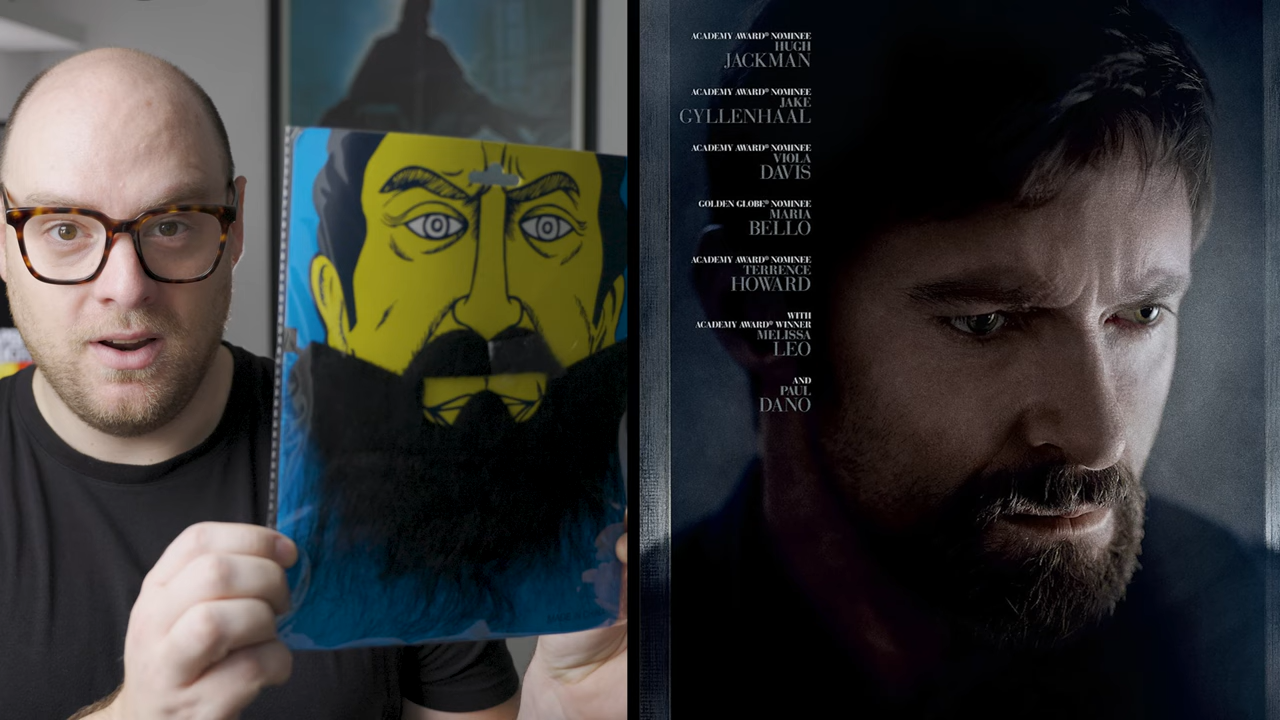 ACADEMY AWARD® NOMINEE
HUGH
JACKMAN
ACADEMY AWARD® NOMINEE
JAKE
GYLLENHAAL
ACADEMY AWARD® NOMINEE
VIOLA
DAVIS
GOLDEN GLOBE® NOMINEE
MARIA
BELLO
ACADEMY AWARD® NOMINEE
TERRENCE
HOWARD
WITH
ACADEMY AWARD® WINNER
MELISSA
LEO
AND
PAUL
DANO